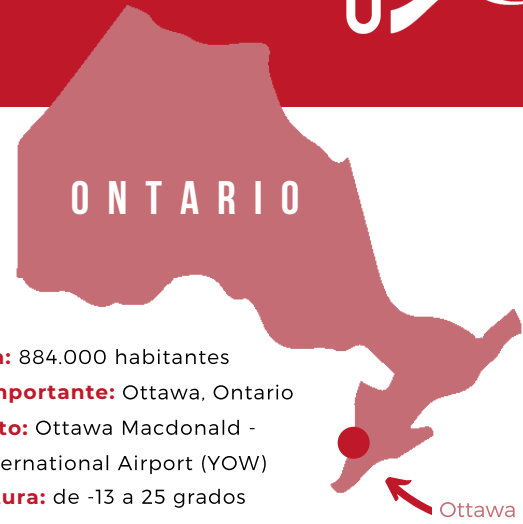 ONTARIO
a: 884.000 habitantes
mportante: Ottawa, Ontario
to: Ottawa Macdonald -
ernational Airport (YOW)
ura: de -13 a 25 grados
Ottawa